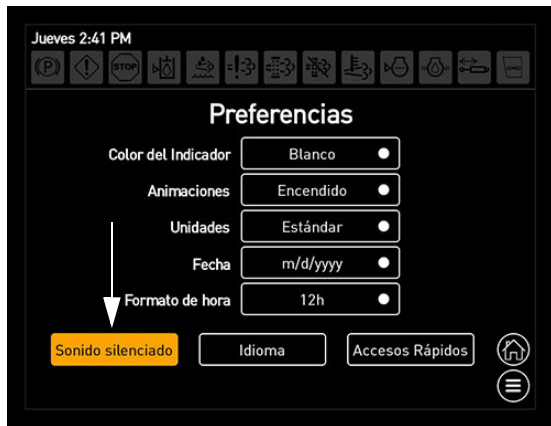 Jueves 2:41 PM
(P) STOP
Preferencias
Color del Indicador Blanco
Animaciones Encendido
Unidades Estándar
Fecha m/d/yyyy
Formato de hora 12h
Sonido silenciado Idioma Accesos Rápidos